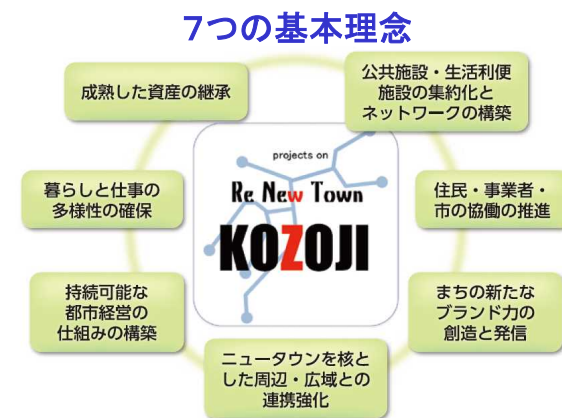 7つの基本理念
成熟した資産の継承
公共施設・生活利便
施設の集約化と
ネットワークの構築
projects on
Re New Town
KOZOJI
暮らしと仕事の
多様性の確保
住民・事業者・
市の協働の推進
持続可能な
都市経営の
仕組みの構築
まちの新たな
ブランド力の
創造と発信
ニュータウンを核と
した周辺・広域との
連携強化